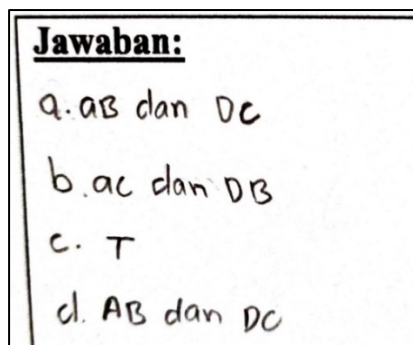 Jawaban:
a. aB dan DC
b. ac dan DB
c. T
d. AB dan DC